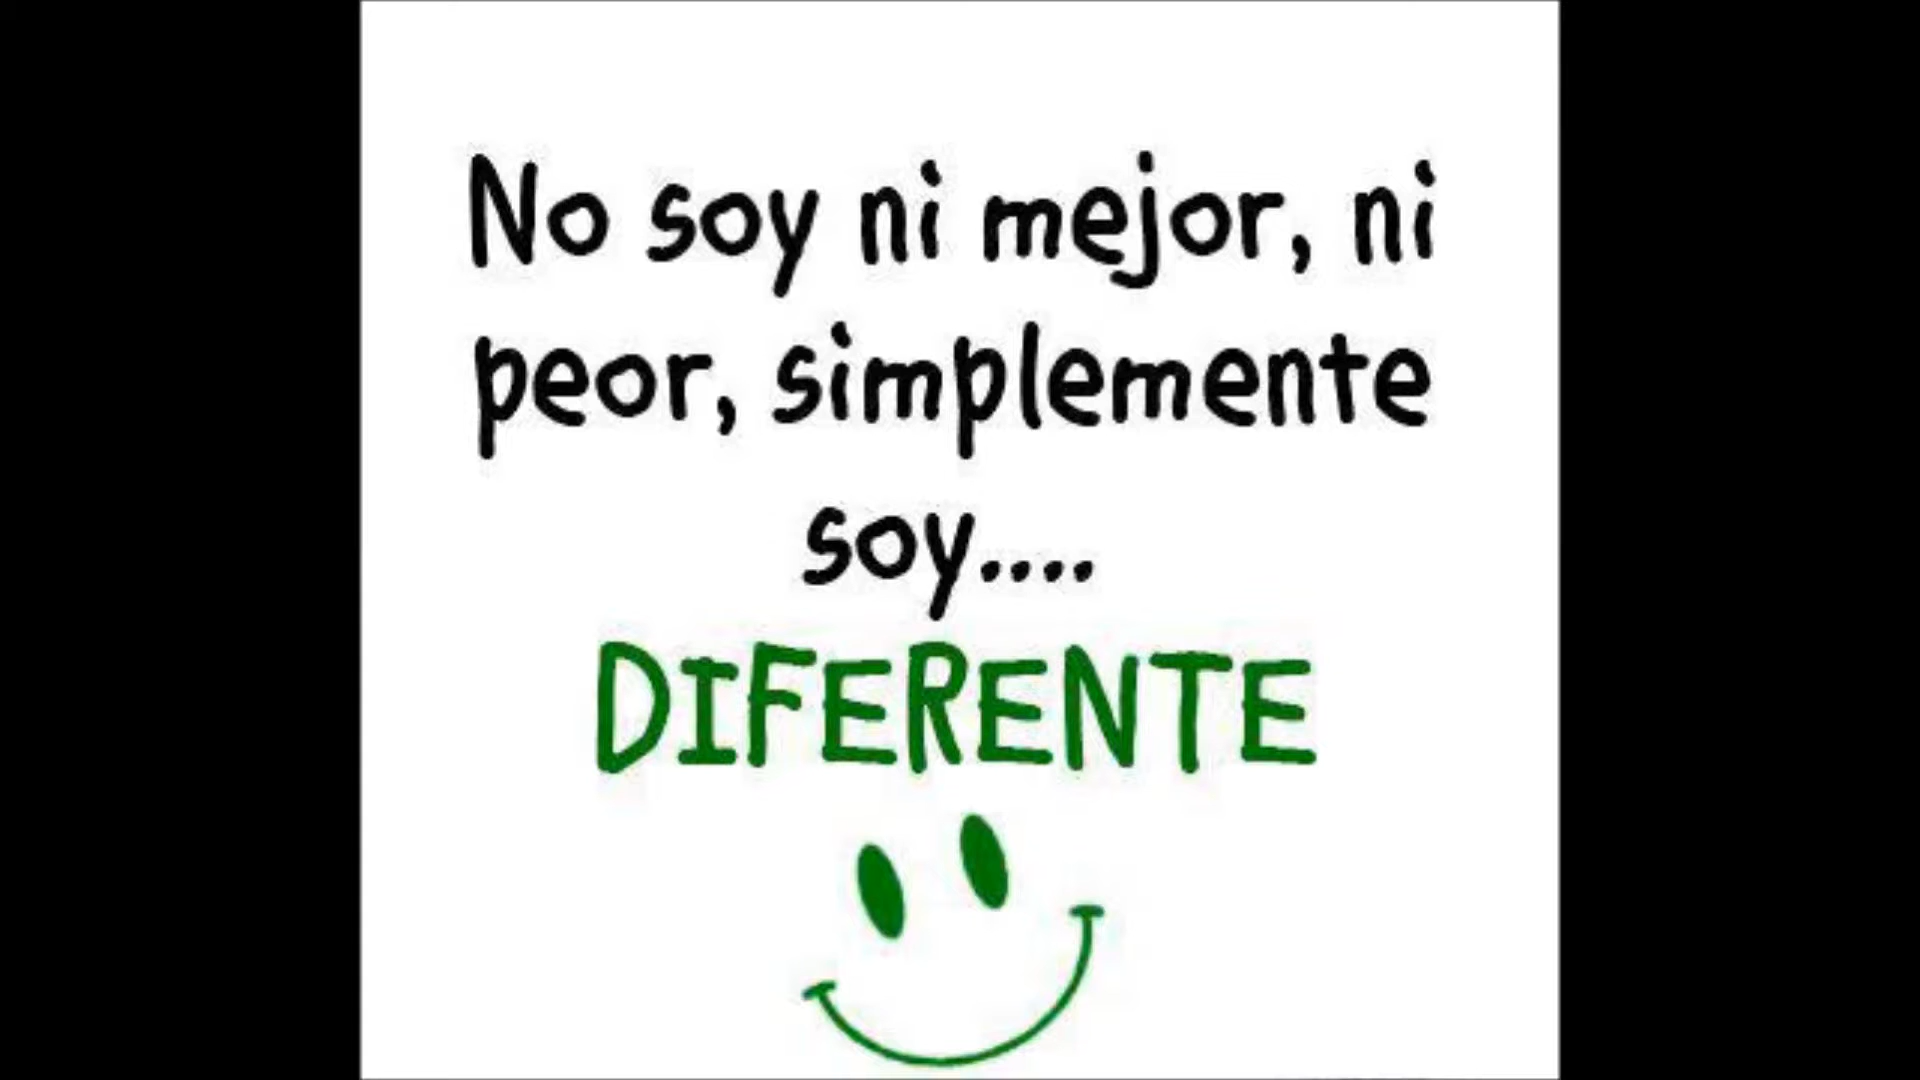 No soy ni mejor, ni
peor, simplemente
soy....
DIFERENTE